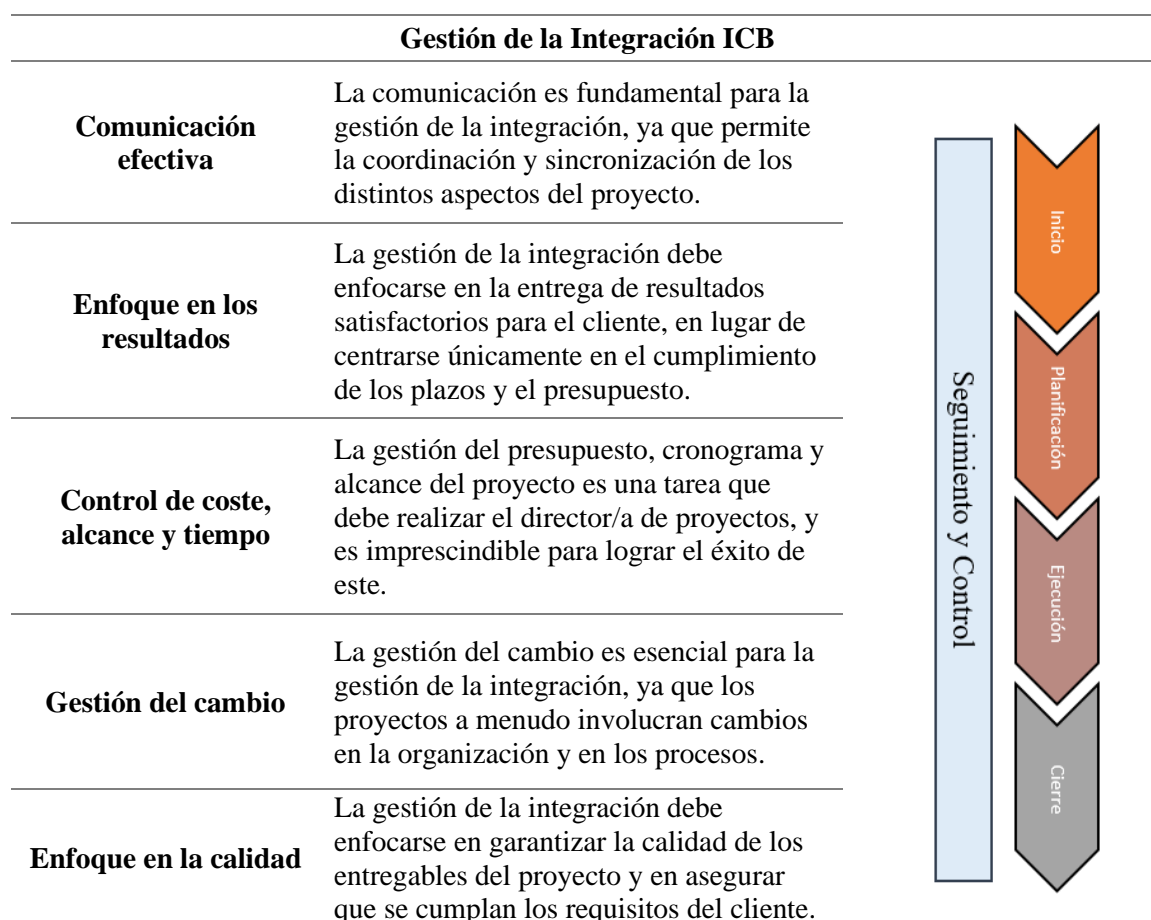 Gestión de la Integración ICB
Comunicación
efectiva
La comunicación es fundamental para la
gestión de la integración, ya que permite
la coordinación y sincronización de los
distintos aspectos del proyecto.
Enfoque en los
resultados
La gestión de la integración debe
enfocarse en la entrega de resultados
satisfactorios para el cliente, en lugar de
centrarse únicamente en el cumplimiento
de los plazos y el presupuesto.
Control de coste,
alcance y tiempo
La gestión del presupuesto, cronograma y
alcance del proyecto es una tarea que
debe realizar el director/a de proyectos, y
es imprescindible para lograr el éxito de
este.
Gestión del cambio
La gestión del cambio es esencial para la
gestión de la integración, ya que los
proyectos a menudo involucran cambios
en la organización y en los procesos.
Enfoque en la calidad
La gestión de la integración debe
enfocarse en garantizar la calidad de los
entregables del proyecto y en asegurar
que se cumplan los requisitos del cliente.
Seguimiento y Control
Inicio
Planificación
Ejecución
Cierre